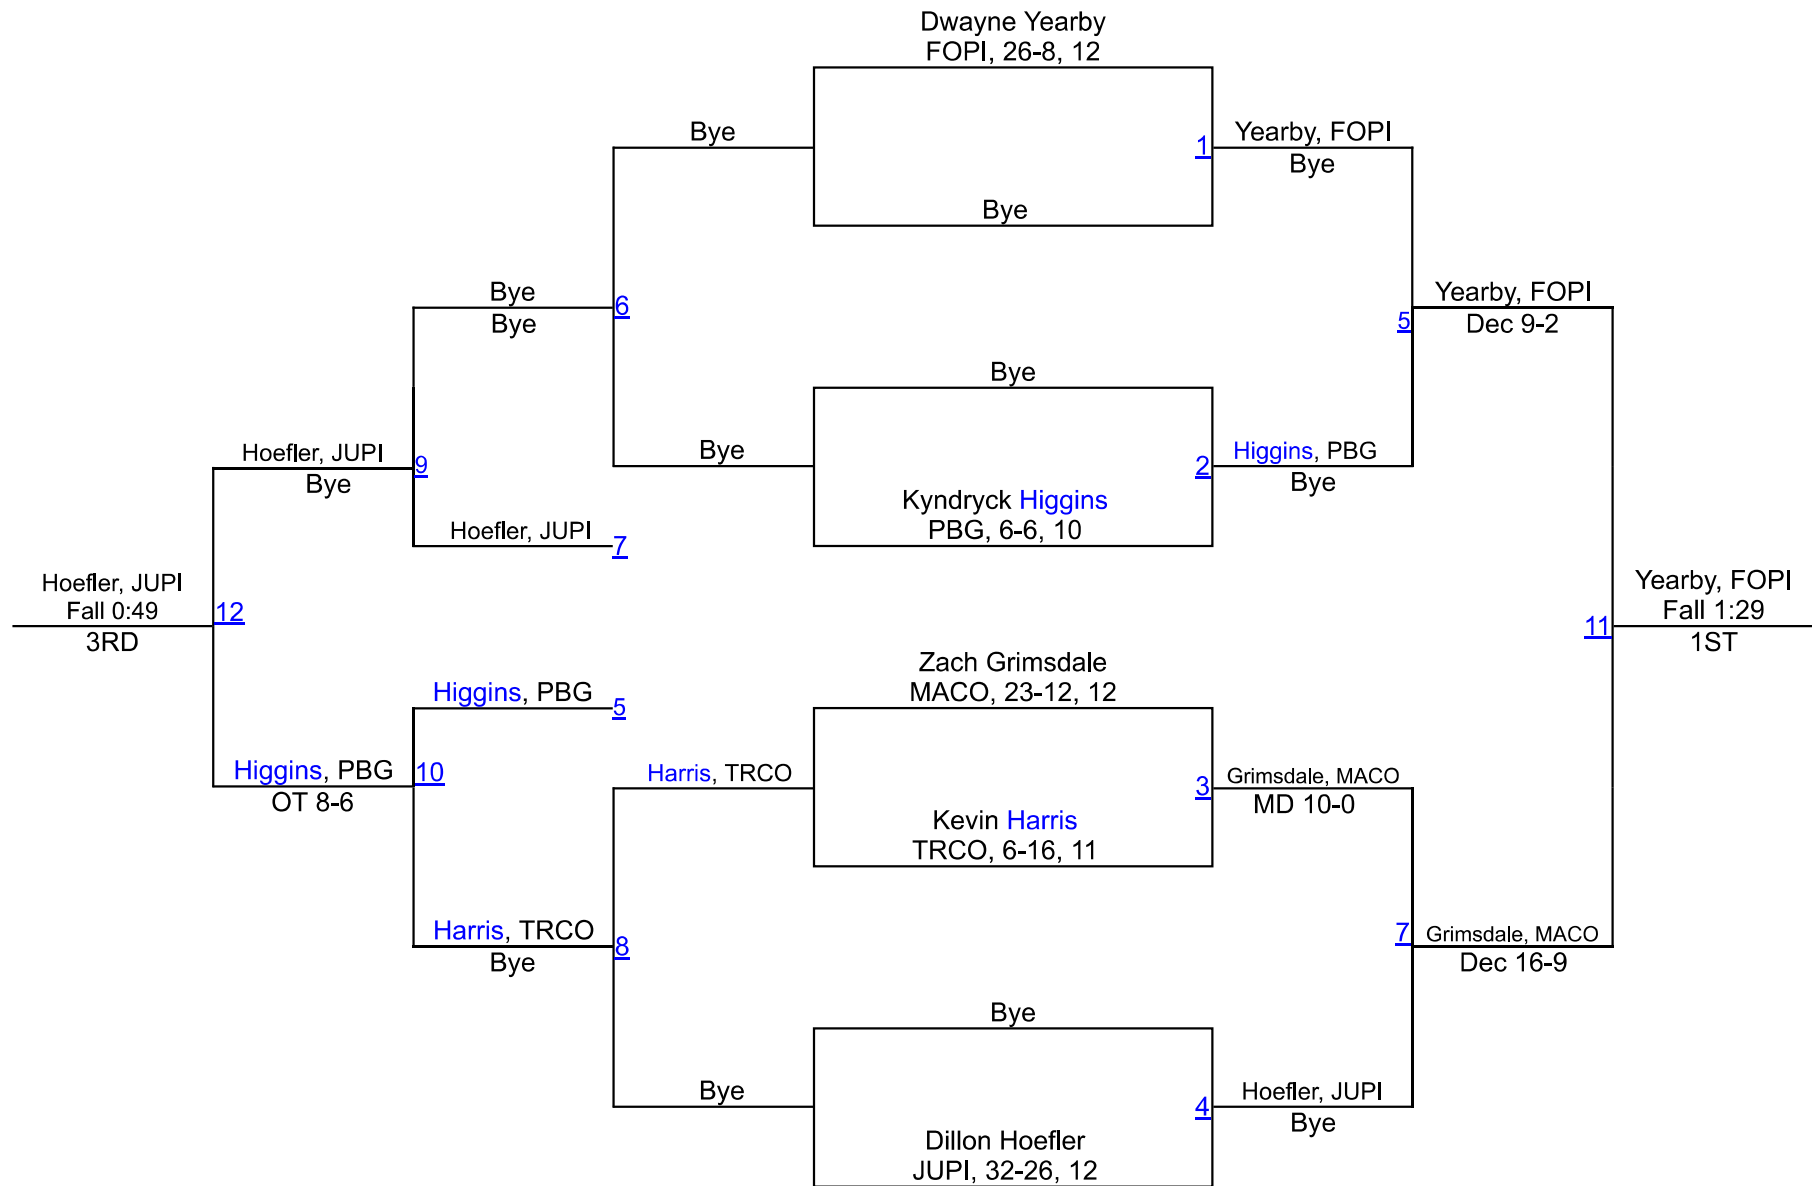 Dwayne Yearby
FOPI, 26-8, 12
Bye
1
Yearby, FOPI
Bye
Bye
Bye
Bye
6
5
Yearby, FOPI
Dec 9-2
Bye
Hoefler, JUPI
Bye
9
Bye
2
Higgins, PBG
Bye
Kyndryck Higgins
PBG, 6-6, 10
Hoefler, JUPI
7
Hoefler, JUPI
Fall 0:49
3RD
12
Yearby, FOPI
Fall 1:29
1ST
11
Zach Grimsdale
MACO, 23-12, 12
Higgins, PBG
5
Higgins, PBG
OT 8-6
10
Harris, TRCO
3
Grimsdale, MACO
MD 10-0
Kevin Harris
TRCO, 6-16, 11
Harris, TRCO
Bye
8
7
Grimsdale, MACO
Dec 16-9
Bye
Bye
4
Hoefler, JUPI
Bye
Dillon Hoefler
JUPI, 32-26, 12